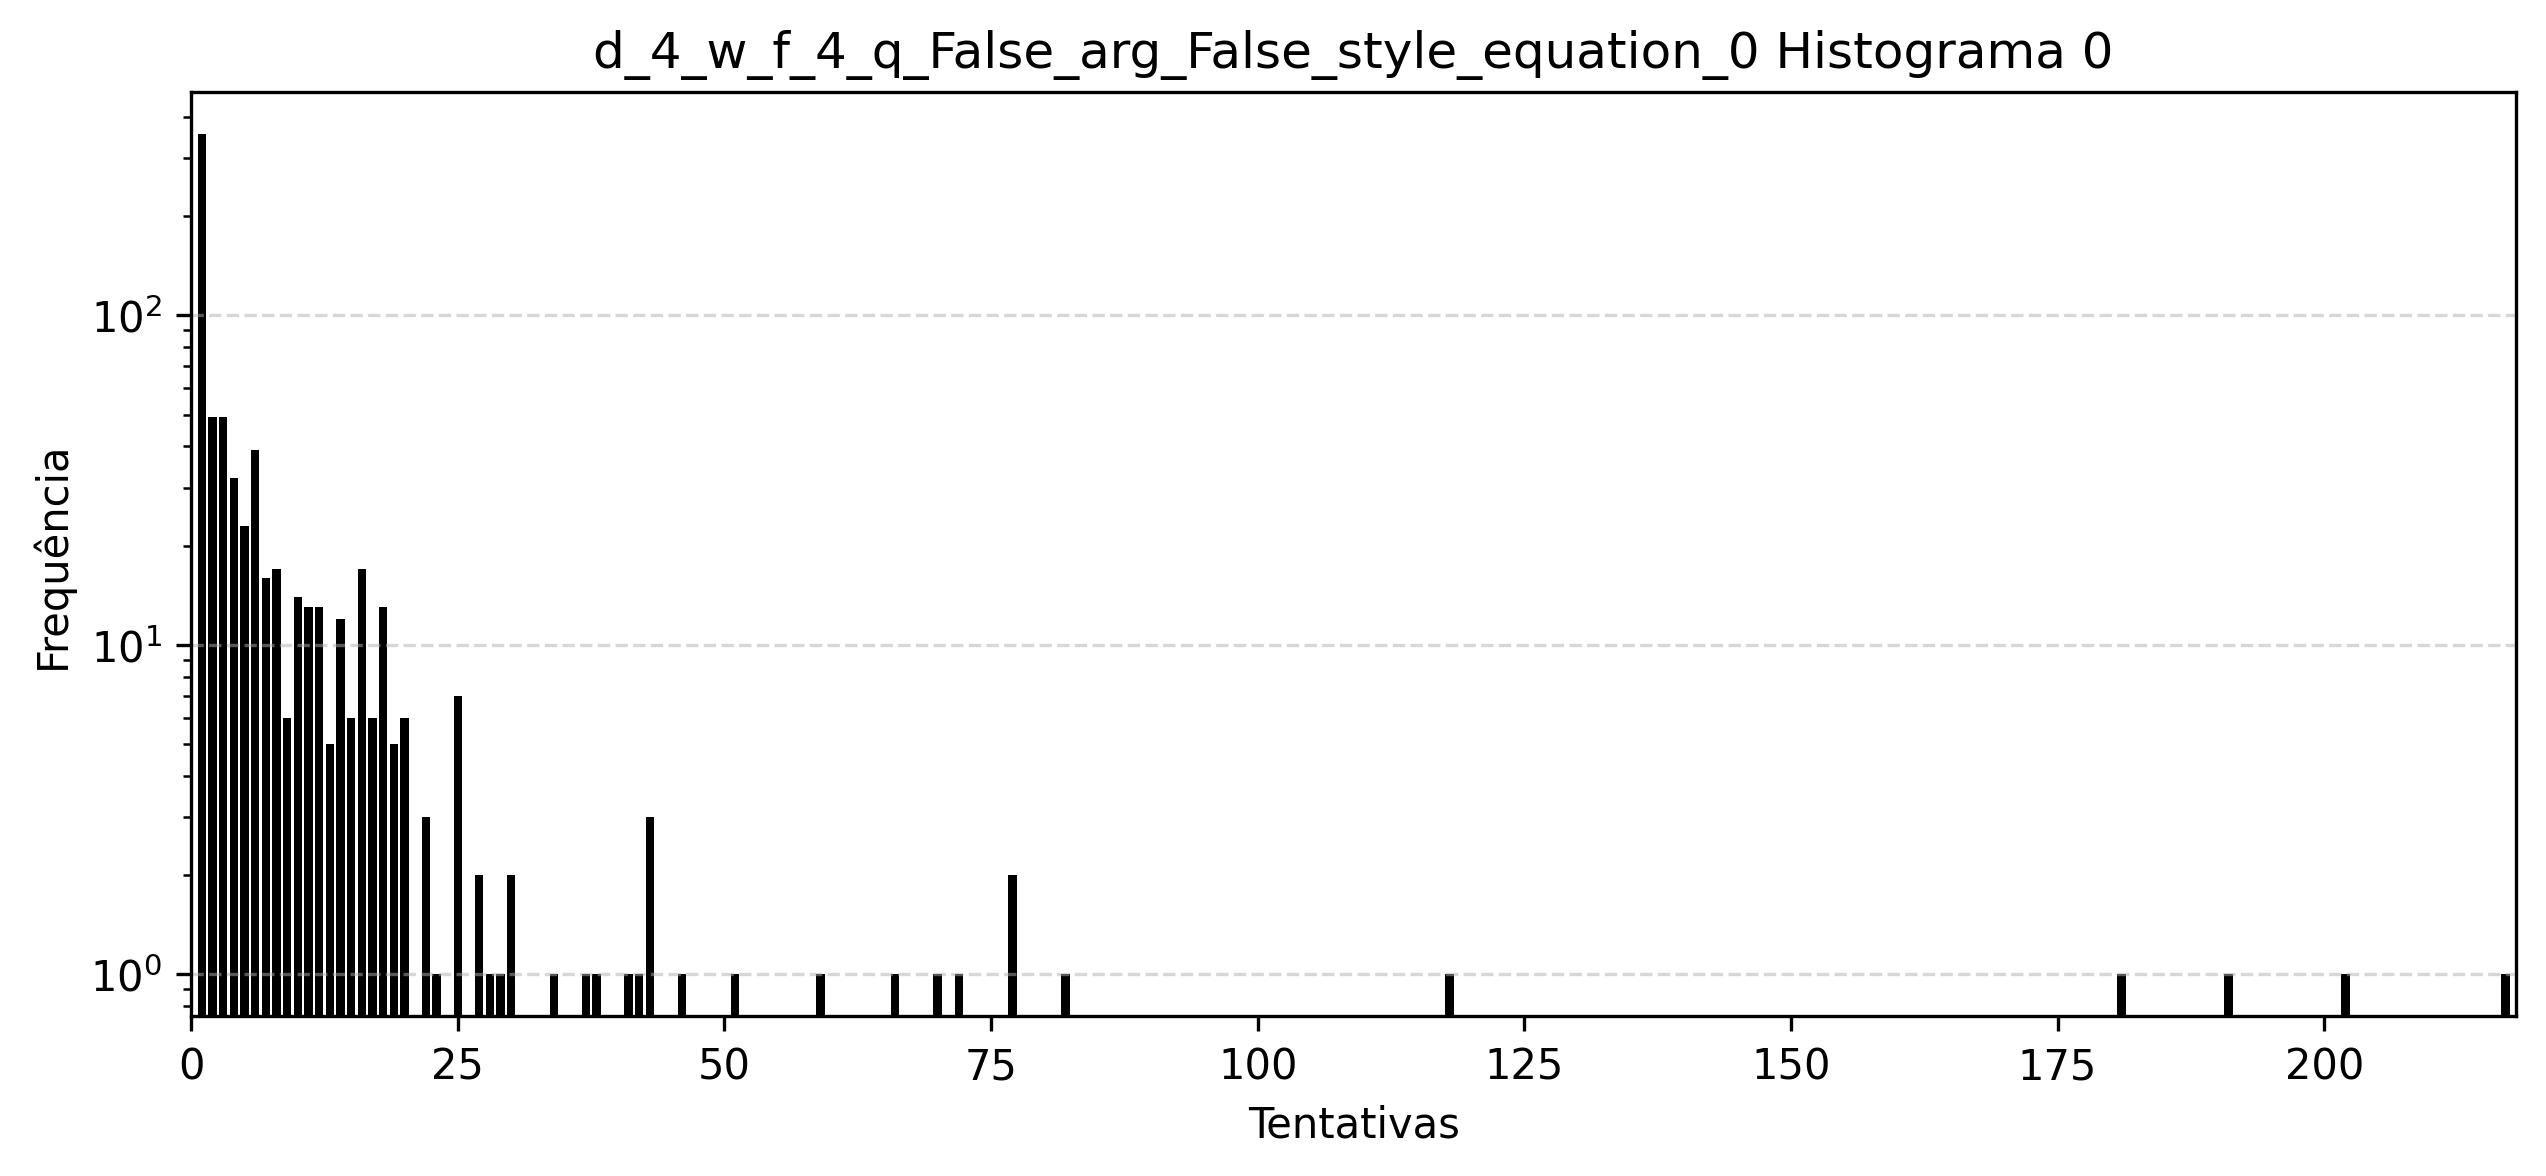 d_4_w_f_4_q_False_arg_False_style_equation_0 Histograma 0
Frequência
10²
10¹
10⁰
0 25 50 75 100 125 150 175 200
Tentativas